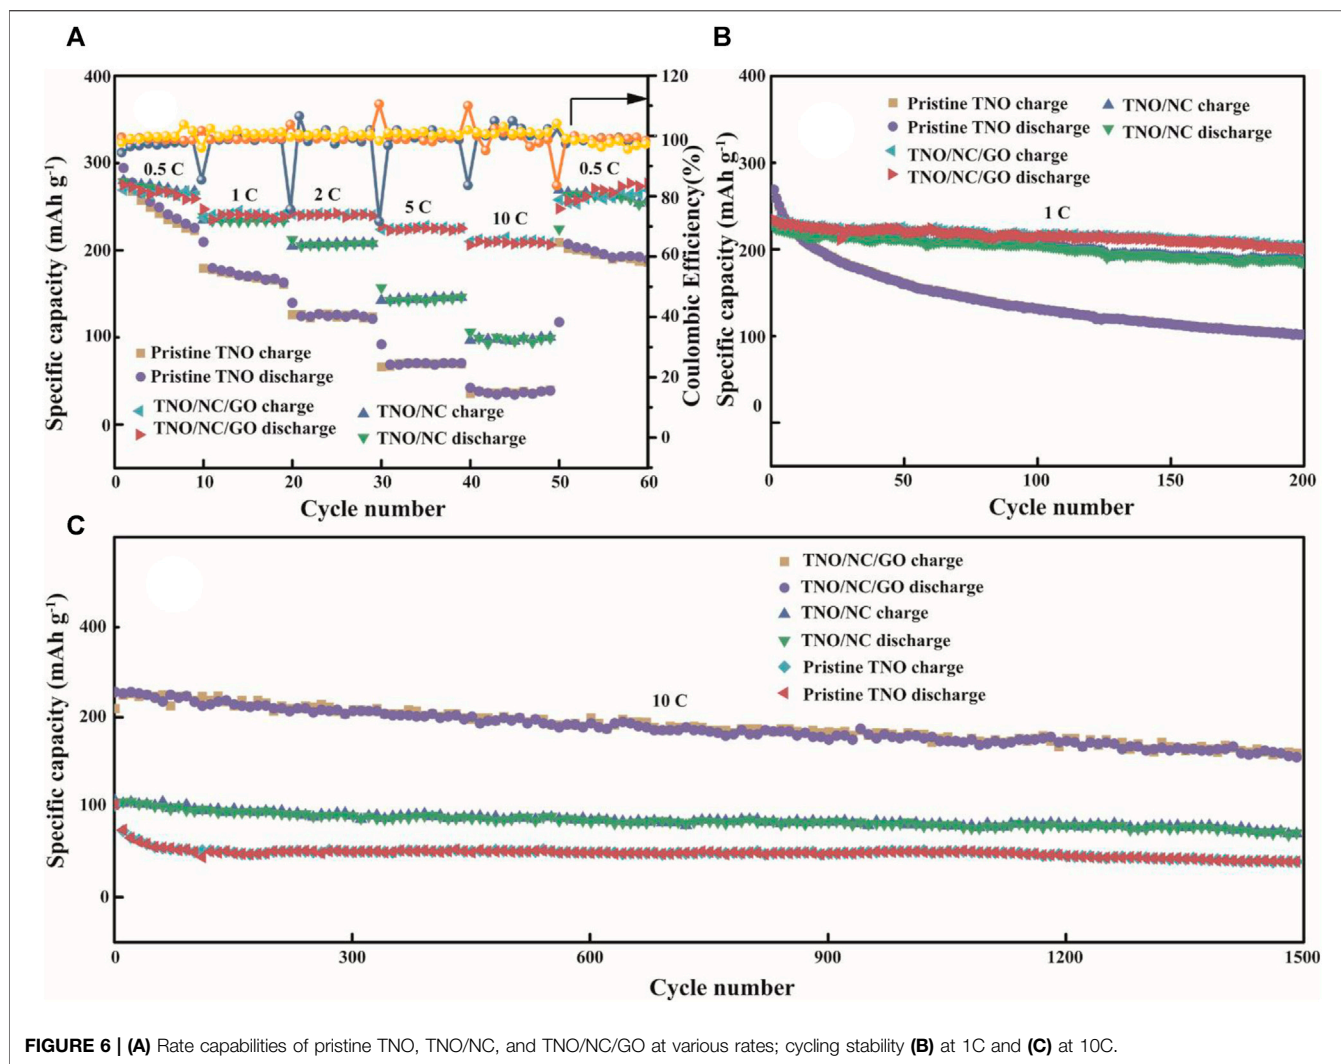 A
400
300
200
100
0
Specific capacity (mAh g-1)
0.5 C
1 C
2 C
5 C
10 C
0.5 C
Pristine TNO charge
Pristine TNO discharge
TNO/NC/GO charge
TNO/NC/GO discharge
TNO/NC charge
TNO/NC discharge
120
100
80
60
40
20
0
Coulombic Efficiency(%)
0 10 20 30 40 50 60
Cycle number
B
400
300
200
100
0
Specific capacity (mAh g-1)
Pristine TNO charge
Pristine TNO discharge
TNO/NC/GO charge
TNO/NC/GO discharge
TNO/NC charge
TNO/NC discharge
1 C
0 50 100 150 200
Cycle number
C
400
200
100
0
Specific capacity (mAh g-1)
TNO/NC/GO charge
TNO/NC/GO discharge
TNO/NC charge
TNO/NC discharge
Pristine TNO charge
Pristine TNO discharge
10 C
0 300 600 900 1200 1500
Cycle number
FIGURE 6 | (A) Rate capabilities of pristine TNO, TNO/NC, and TNO/NC/GO at various rates; cycling stability (B) at 1C and (C) at 10C.